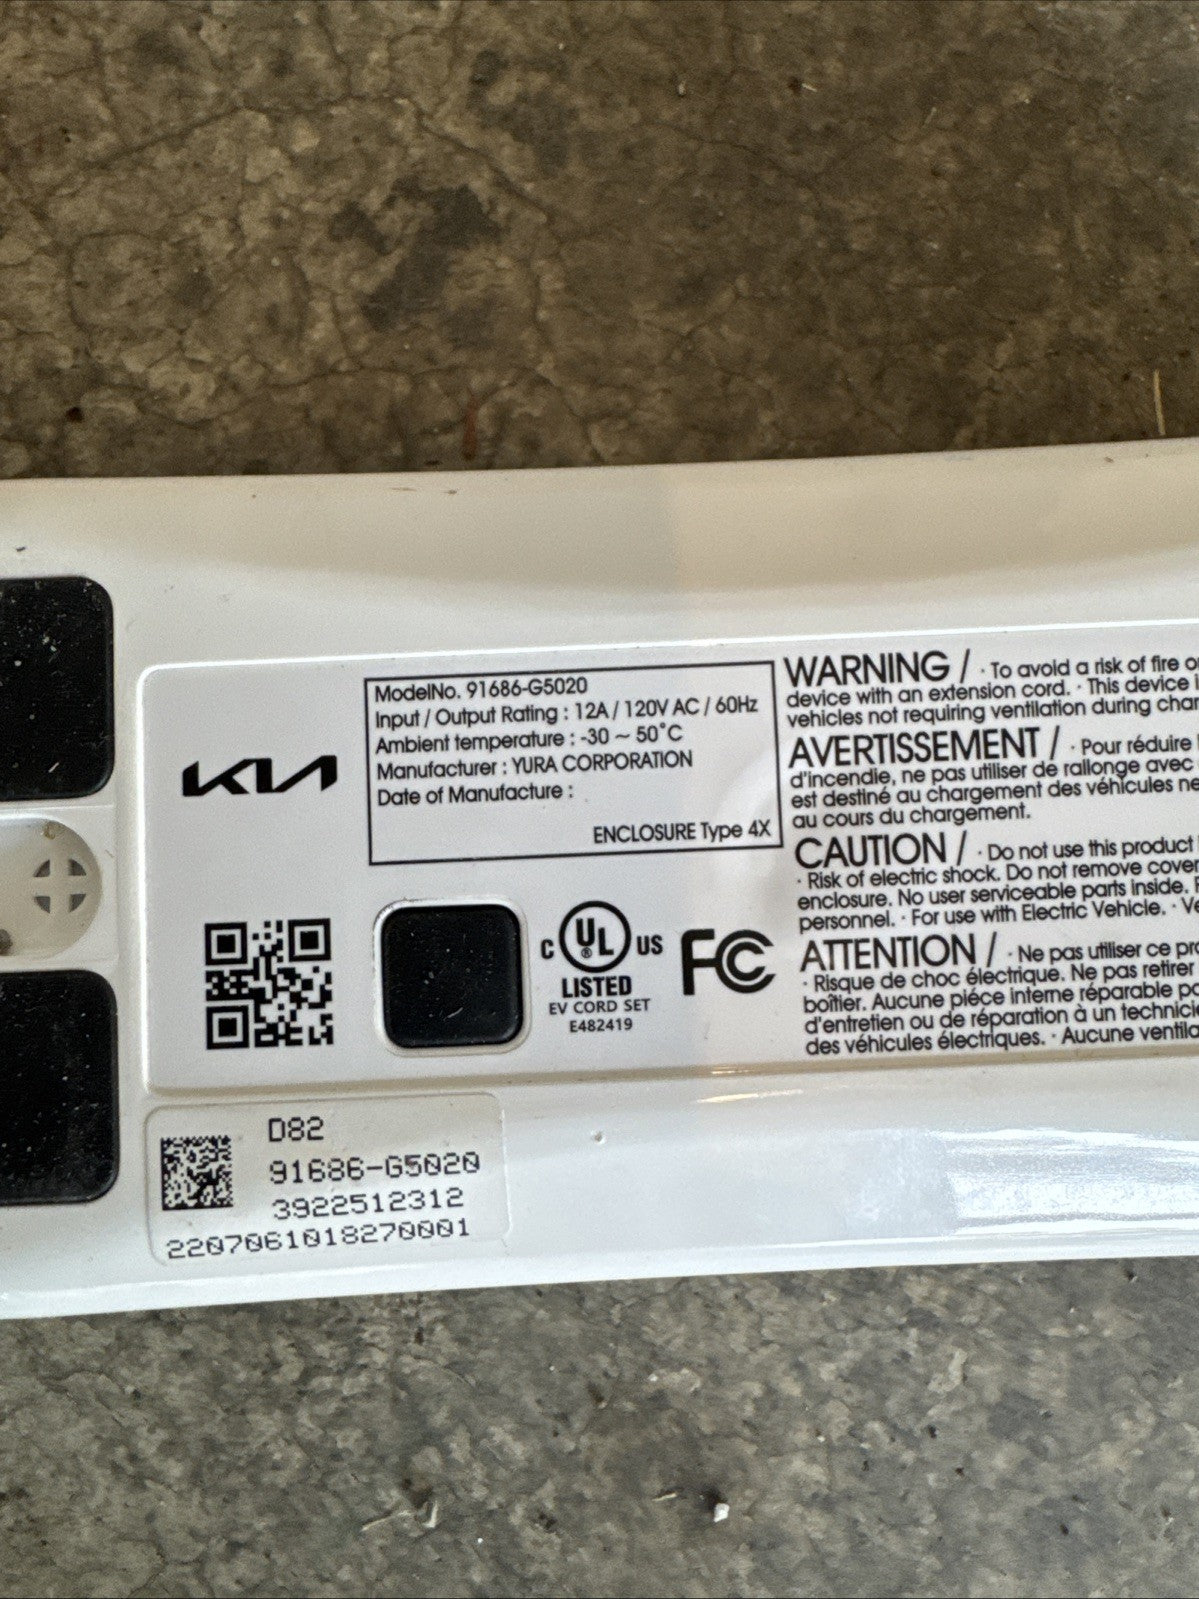 KIA
ModelNo. 91686-G5020
Input / Output Rating : 12A / 120V AC / 60Hz
Ambient temperature : -30 ~ 50°C
Manufacturer : YURA CORPORATION
Date of Manufacture :
ENCLOSURE Type 4X
C UL ® US
LISTED
EV CORD SET
E482419
FC
WARNING / · To avoid a risk of fire
device with an extension cord. · This device
vehicles not requiring ventilation during
AVERTISSEMENT / · Pour réduire
d'incendie, ne pas utiliser de rallonge avec
est destiné au chargement des véhicules
au cours du chargement.
CAUTION / · Do not use this product
· Risk of electric shock. Do not remove cover
enclosure. No user serviceable parts inside.
personnel. · For use with Electric Vehicle. ·
ATTENTION / · Ne pas utiliser ce
· Risque de choc électrique. Ne pas retirer
boîtier. Aucune piéce interne réparable
d'entretien ou de réparation à un
des véhicules électriques. · Aucune
D82
91686-G5020
3922512312
2207061018270001